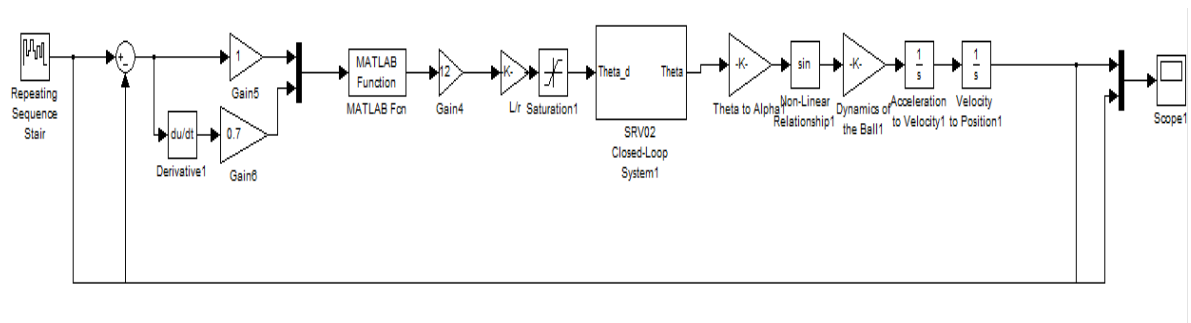 Repeating
Sequence
Stair
+
-
du/dt
Derivative1
1
Gain5
0.7
Gain6
MATLAB
Function
MATLAB Fcn
12
Gain4
-K-
L/r
Saturation1
Theta_d
Theta
SRV02
Closed-Loop
System1
-K-
Theta to Alpha1
sin
Non-Linear
Relationship1
-K-
Dynamics of
the Ball1
1
s
Acceleration
to Velocity1
1
s
Velocity
to Position1
Scope1